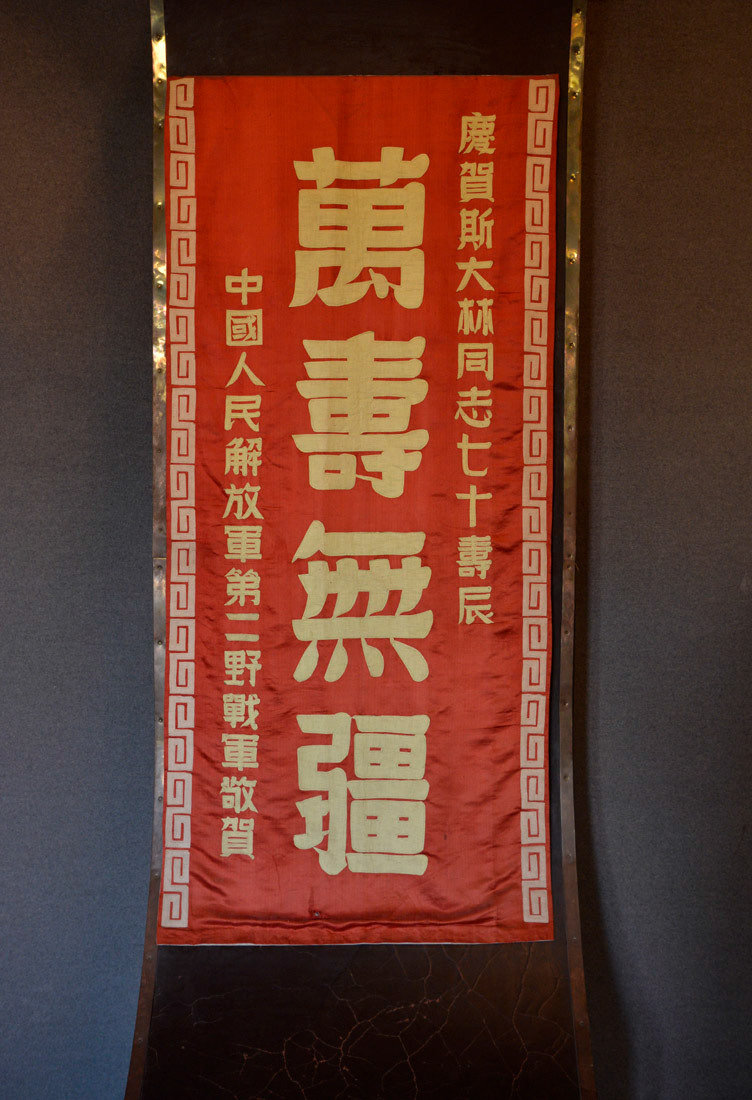 慶賀斯大林同志七十壽辰
萬壽無疆
中國人民解放軍第二野戰軍敬賀